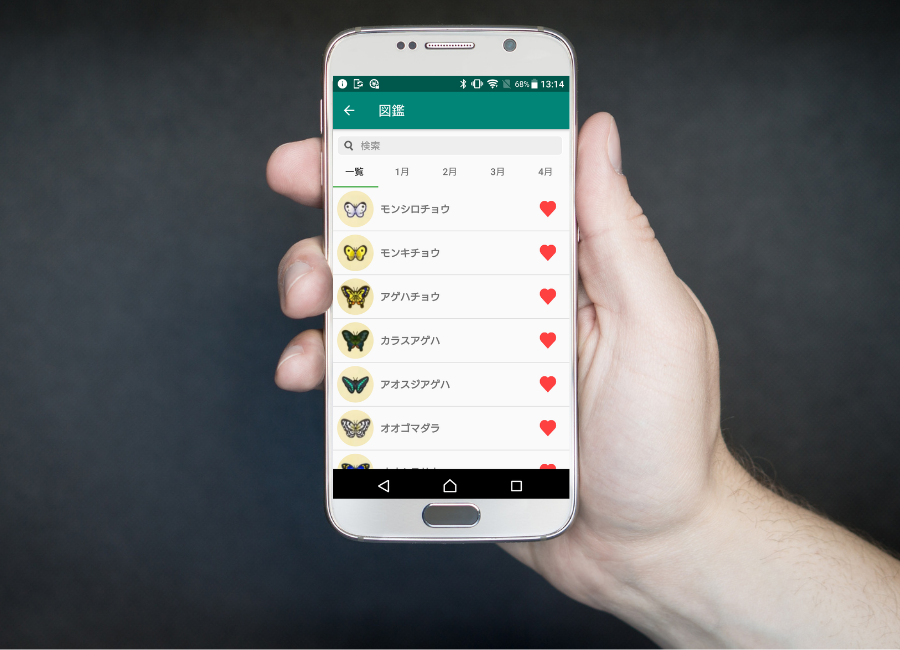 68% 13:14
図鑑
検索
一覧 1月 2月 3月 4月
モンシロチョウ
モンキチョウ
アゲハチョウ
カラスアゲハ
アオスジアゲハ
オオゴマダラ